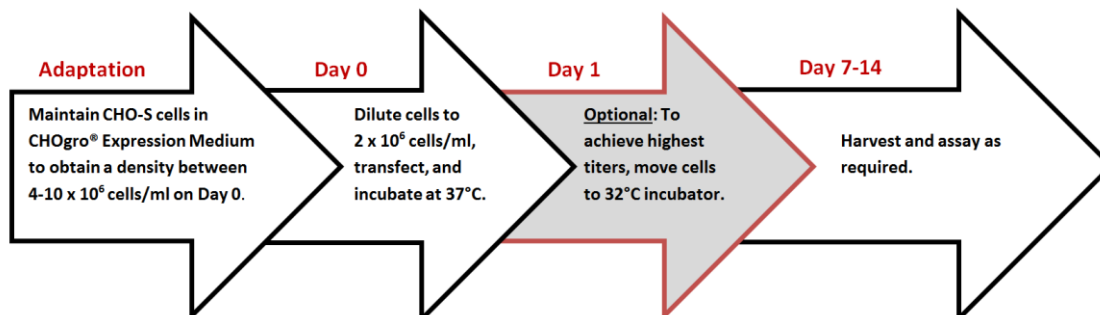 Adaptation
Maintain CHO-S cells in
CHOgro® Expression Medium
to obtain a density between
4-10 x 10⁶ cells/ml on Day 0.
Day 0
Dilute cells to
2 x 10⁶ cells/ml,
transfect, and
incubate at 37°C.
Day 1
Optional: To
achieve highest
titers, move cells
to 32°C incubator.
Day 7-14
Harvest and assay as
required.